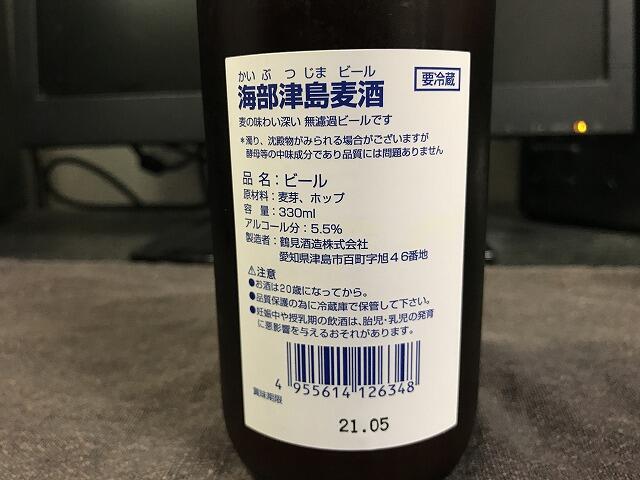 かいぶ つじま ビール
海部津島麦酒
要冷蔵
麦の味わい深い 無濾過ビールです
*濁り、沈殿物がみられる場合がございますが
酵母等の中味成分であり品質には問題ありません
品 名：ビール
原材料：麦芽、ホップ
容 量：330ml
アルコール分：5.5%
製造者：鶴見酒造株式会社
愛知県津島市百町字旭４６番地
⚠注意
●お酒は20歳になってから。
●品質保護の為に冷蔵庫で保管して下さい。
●妊娠中や授乳期の飲酒は、胎児・乳児の発育
に悪影響を与えるおそれがあります。
4 955614 126348
賞味期限
21.05